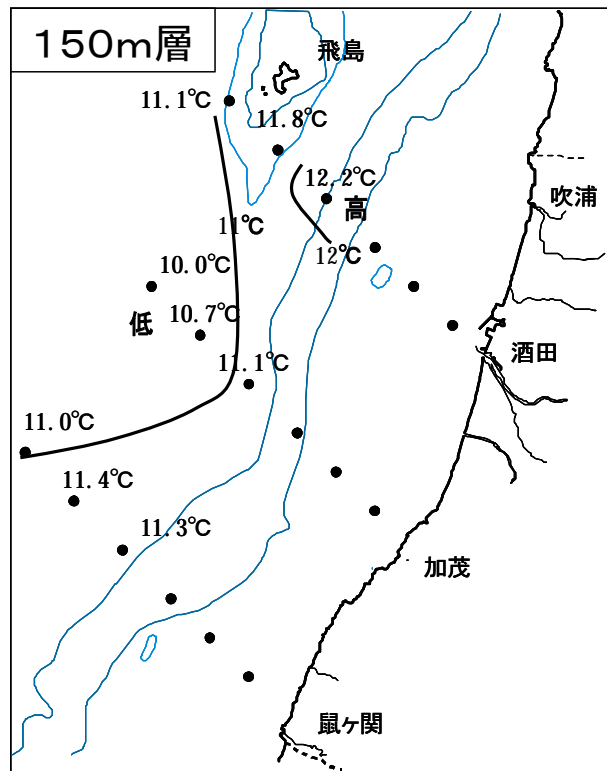 150m層
飛島
11.1℃
11.8℃
12.2℃
吹浦
高
11℃
12℃
10.0℃
低
10.7℃
酒田
11.1℃
11.0℃
11.4℃
11.3℃
加茂
鼠ヶ関